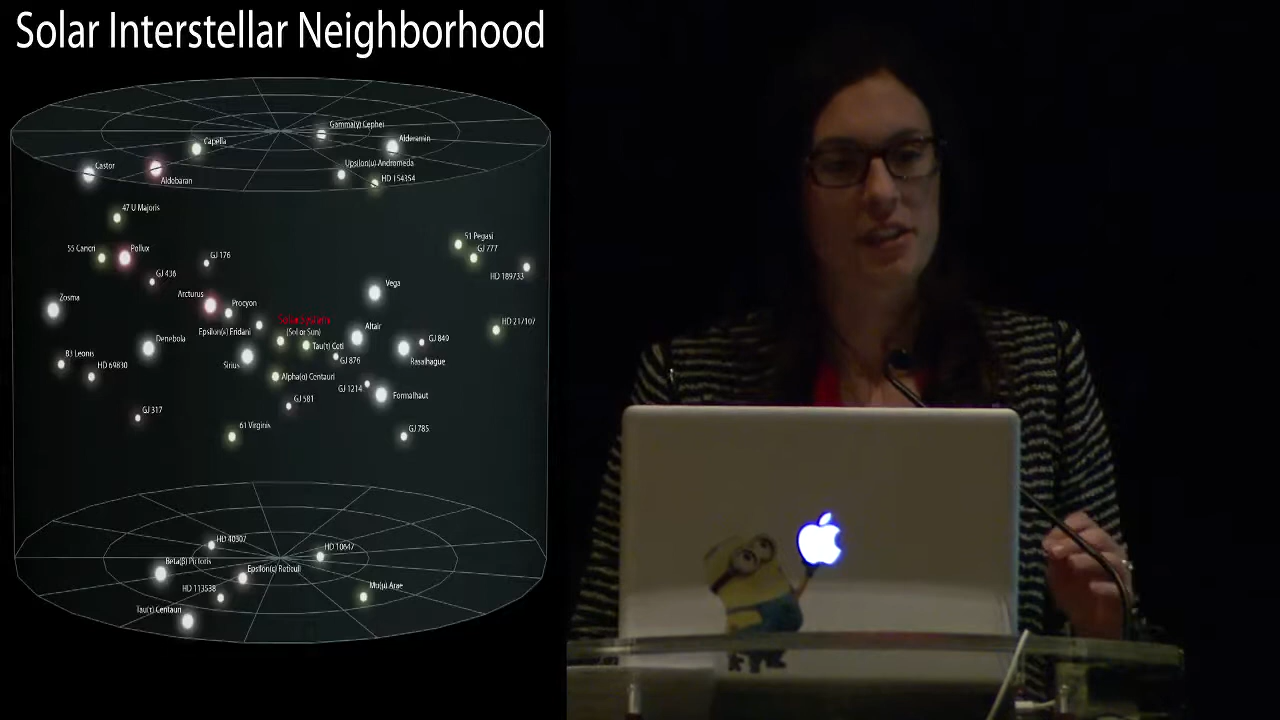 Solar Interstellar Neighborhood
Gamma(γ) Cephei
Alderamin
Capella
Castor
Aldebaran
Upsilon(υ) Andromeda
HD 154354
47 U Majoris
55 Cancri
Pollux
GJ 176
GJ 436
51 Pegasi
GJ 777
HD 189733
Vega
Arcturus
Procyon
Zosma
Solar System
(Sol or Sun)
Epsilon(ε) Eridani
Tau(τ) Ceti
Altair
HD 217107
Denebola
GJ 849
Rasalhague
GJ 876
83 Leonis
HD 69830
Sirius
Alpha(α) Centauri
GJ 1214
Formalhaut
GJ 581
GJ 317
61 Virginis
GJ 785
HD 40307
HD 10647
Beta(β) Pictoris
Epsilon(ε) Reticuli
HD 113538
Mu(μ) Arae
Tau(τ) Centauri